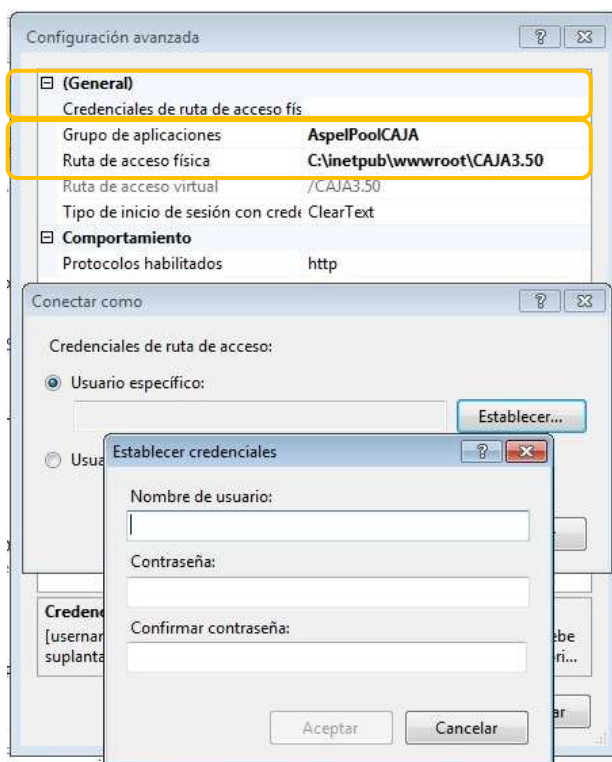 Configuración avanzada
(General)
Credenciales de ruta de acceso fís
Grupo de aplicaciones AspelPoolCAJA
Ruta de acceso física C:\inetpub\wwwroot\CAJA3.50
Ruta de acceso virtual /CAJA3.50
Tipo de inicio de sesión con crede ClearText
Comportamiento
Protocolos habilitados http
Conectar como
Credenciales de ruta de acceso:
Usuario específico:
Establecer...
Usua
Establecer credenciales
Nombre de usuario:
Contraseña:
Confirmar contraseña:
Creden
[usernar
ebe
suplanta
ori...
Aceptar Cancelar
ar